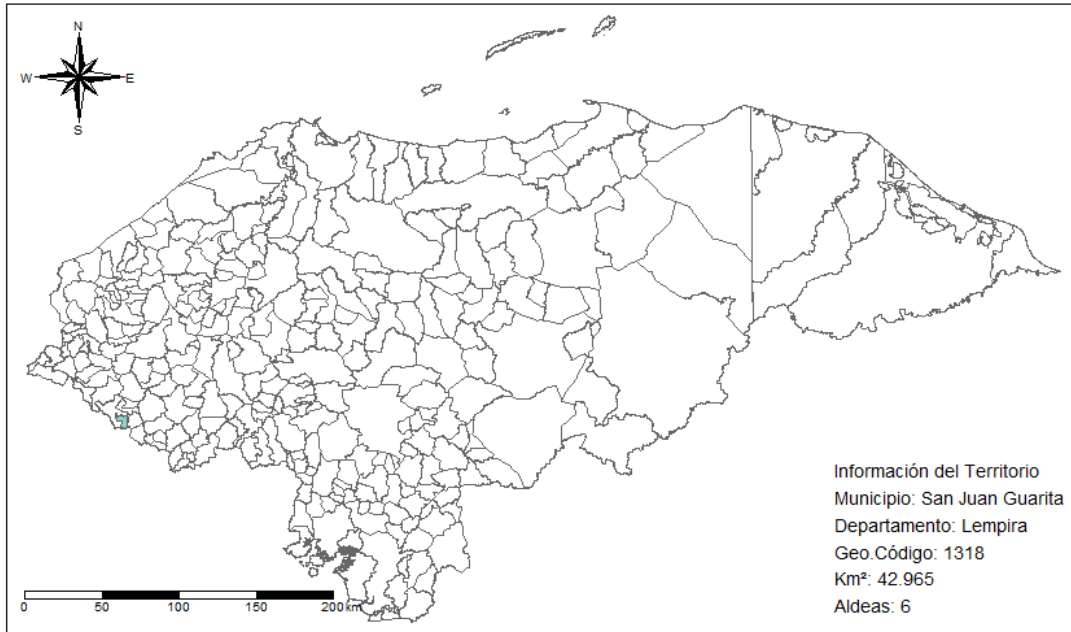 N
W E
S
Información del Territorio
Municipio: San Juan Guarita
Departamento: Lempira
Geo.Código: 1318
Km²: 42.965
Aldeas: 6
0 50 100 150 200 km